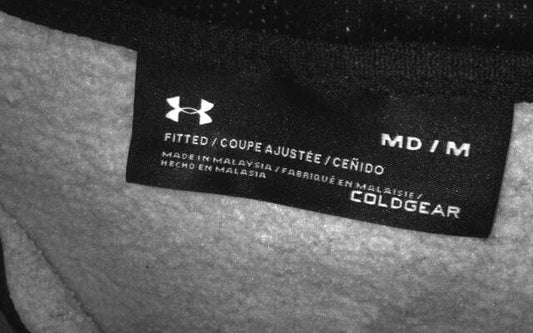 FITTED / COUPE AJUSTÉE / CEÑIDO
MD / M
MADE IN MALAYSIA / FABRIQUÉ EN MALAISIE /
HECHO EN MALASIA
COLDGEAR